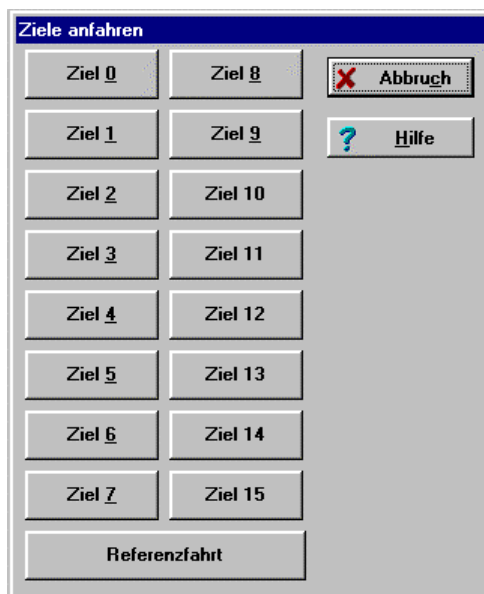 Ziele anfahren
Ziel 0 Ziel 8 Abbruch
Ziel 1 Ziel 9 Hilfe
Ziel 2 Ziel 10
Ziel 3 Ziel 11
Ziel 4 Ziel 12
Ziel 5 Ziel 13
Ziel 6 Ziel 14
Ziel 7 Ziel 15
Referenzfahrt